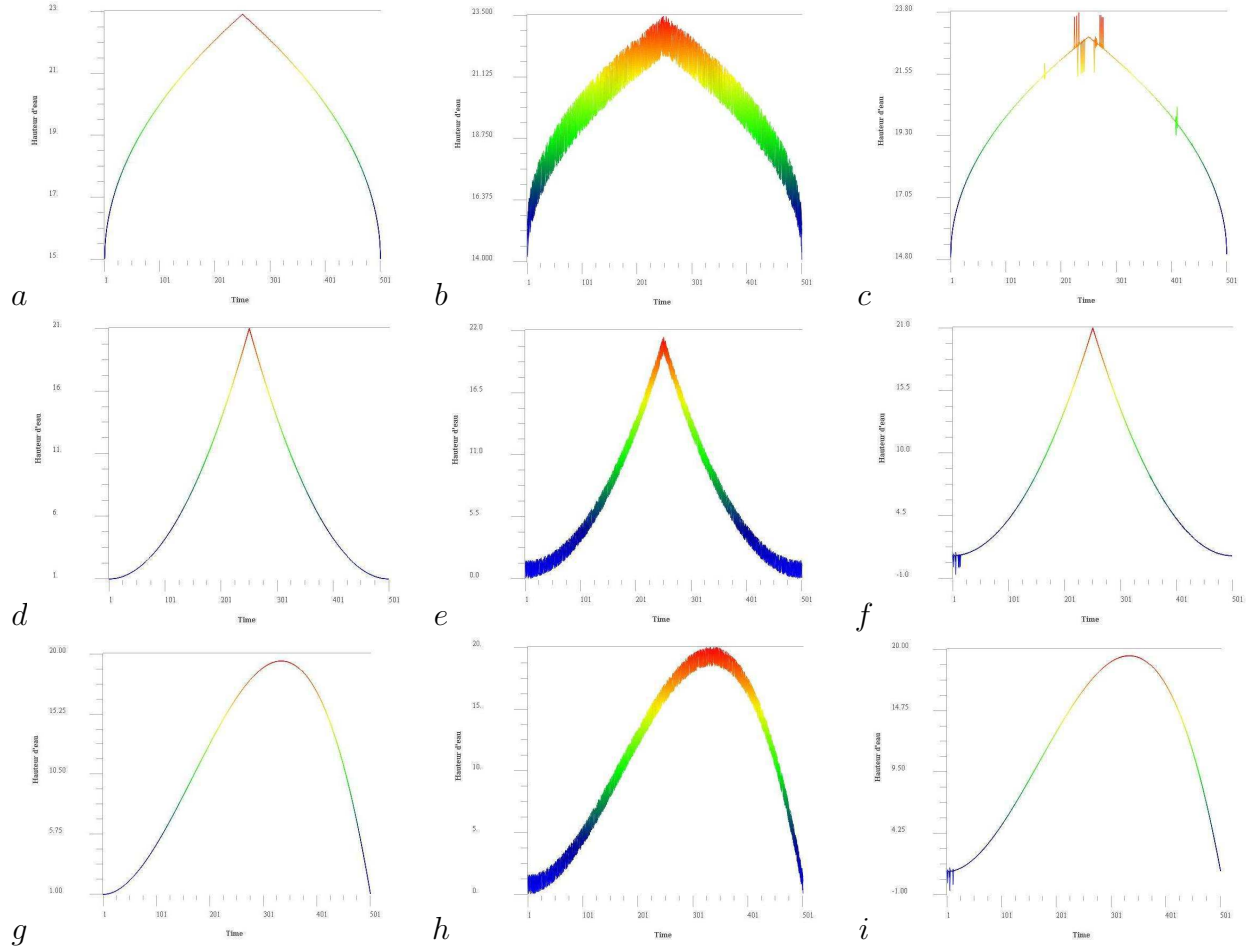 23.
21.
19.
17.
15.
Hauteur d'eau
1 101 201 301 401 501
Time
a
23.500
21.125
18.750
16.375
14.000
Hauteur d'eau
1 101 201 301 401 501
Time
b
23.80
21.55
19.30
17.05
14.80
Hauteur d'eau
1 101 201 301 401 501
Time
c
21.
16.
11.
6.
1.
Hauteur d'eau
1 101 201 301 401 501
Time
d
22.0
16.5
11.0
5.5
0.0
Hauteur d'eau
1 101 201 301 401 501
Time
e
21.0
15.5
10.0
4.5
-1.0
Hauteur d'eau
1 101 201 301 401 501
Time
f
20.00
15.25
10.50
5.75
1.00
Hauteur d'eau
1 101 201 301 401 501
Time
g
20.
15.
10.
5.
0.
Hauteur d'eau
1 101 201 301 401 501
Time
h
20.00
14.75
9.50
4.25
-1.00
Hauteur d'eau
1 101 201 301 401 501
Time
i